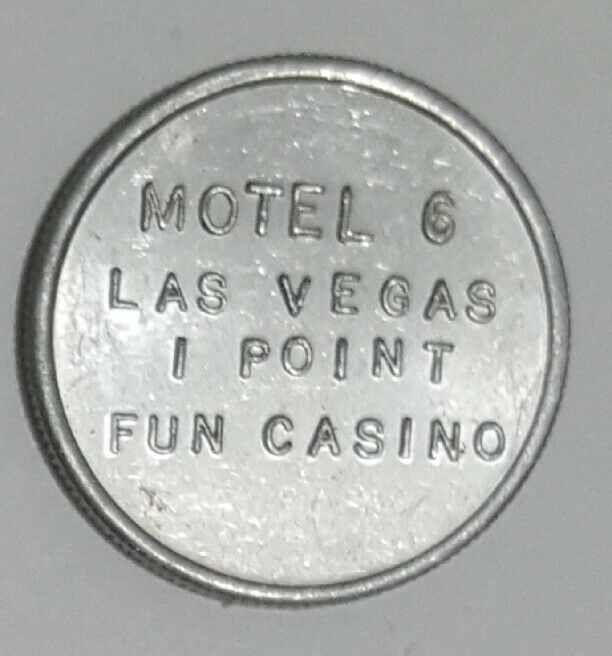 MOTEL 6
LAS VEGAS
1 POINT
FUN CASINO